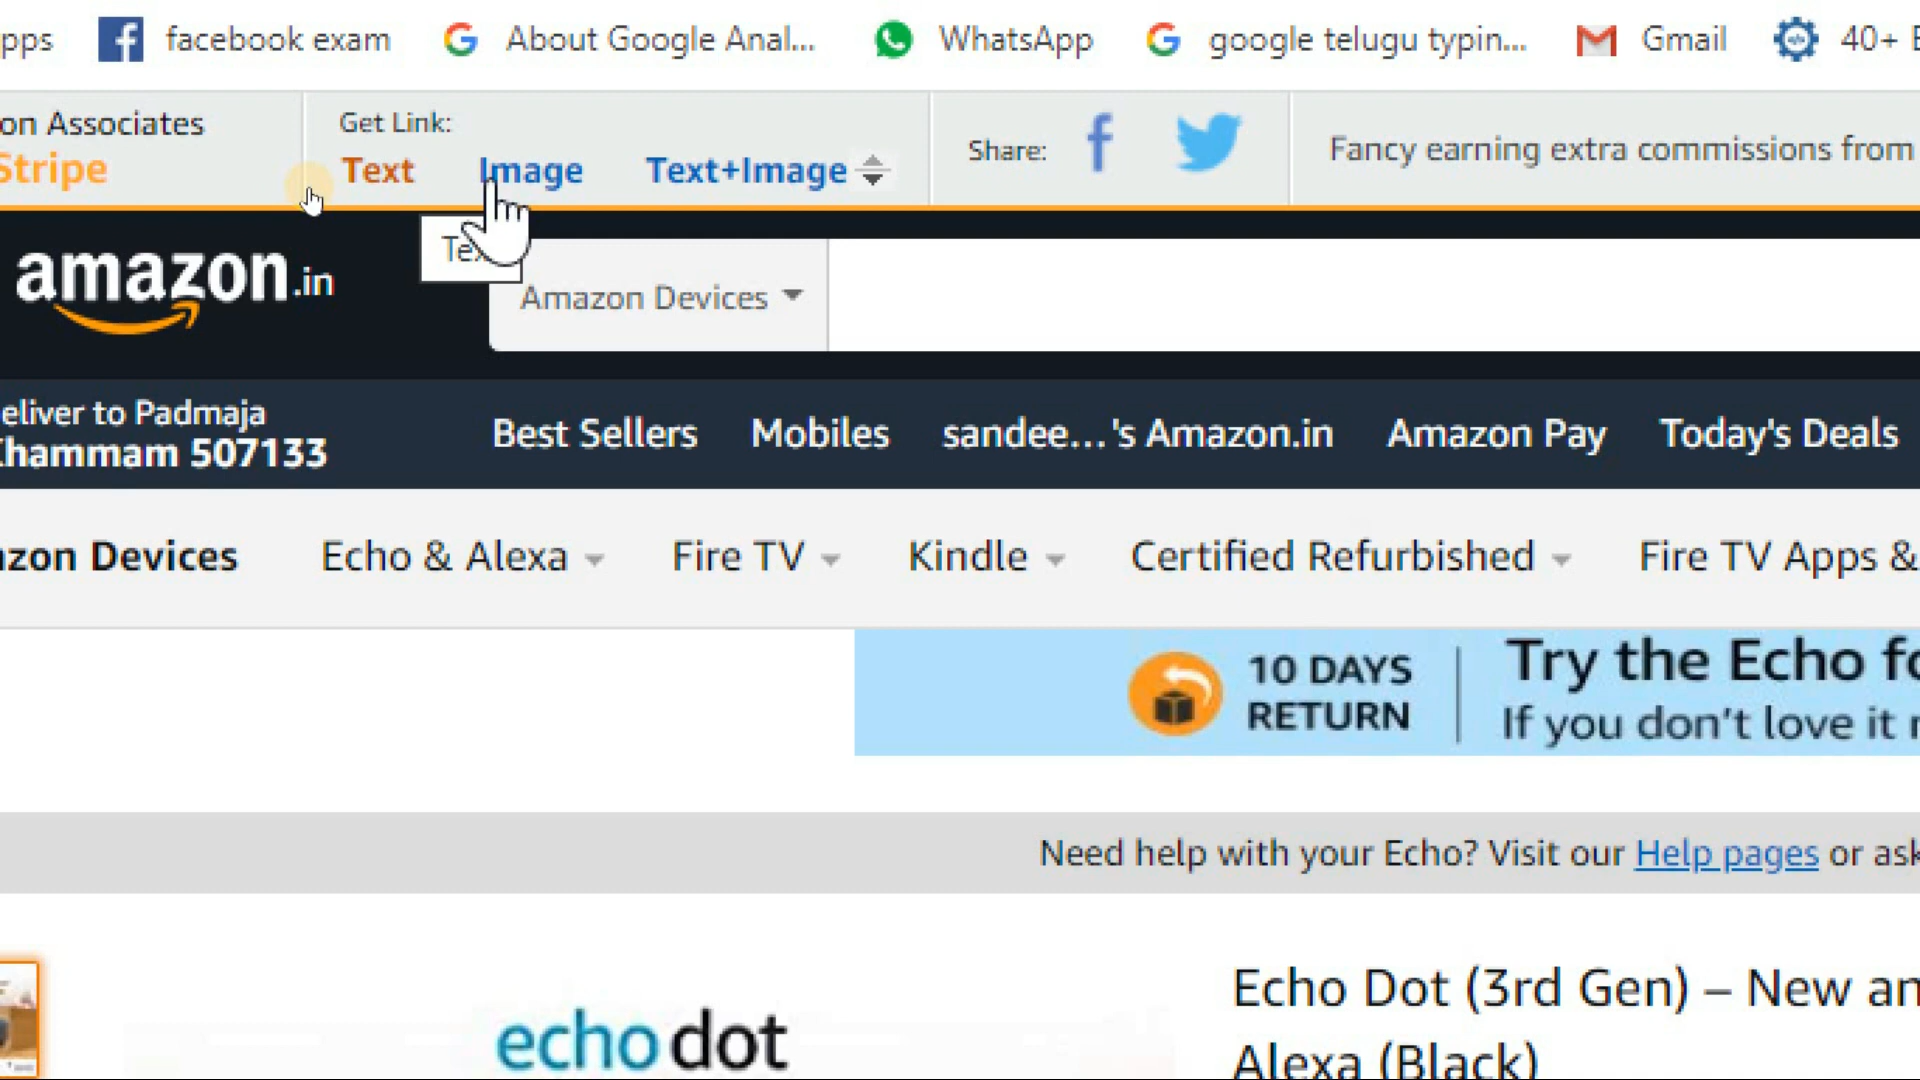 pps facebook exam About Google Anal... WhatsApp google telugu typin... Gmail 40+
on Associates Get Link:
Stripe Text Image Text+Image Share: Fancy earning extra commissions from
amazon.in
Amazon Devices
eliver to Padmaja
hammam 507133 Best Sellers Mobiles sandee...'s Amazon.in Amazon Pay Today's Deals
zon Devices Echo & Alexa Fire TV Kindle Certified Refurbished Fire TV Apps &
10 DAYS
RETURN
Try the Echo fo
If you don't love it
Need help with your Echo? Visit our Help pages or ask
echo dot
Echo Dot (3rd Gen) – New an
Alexa (Black)